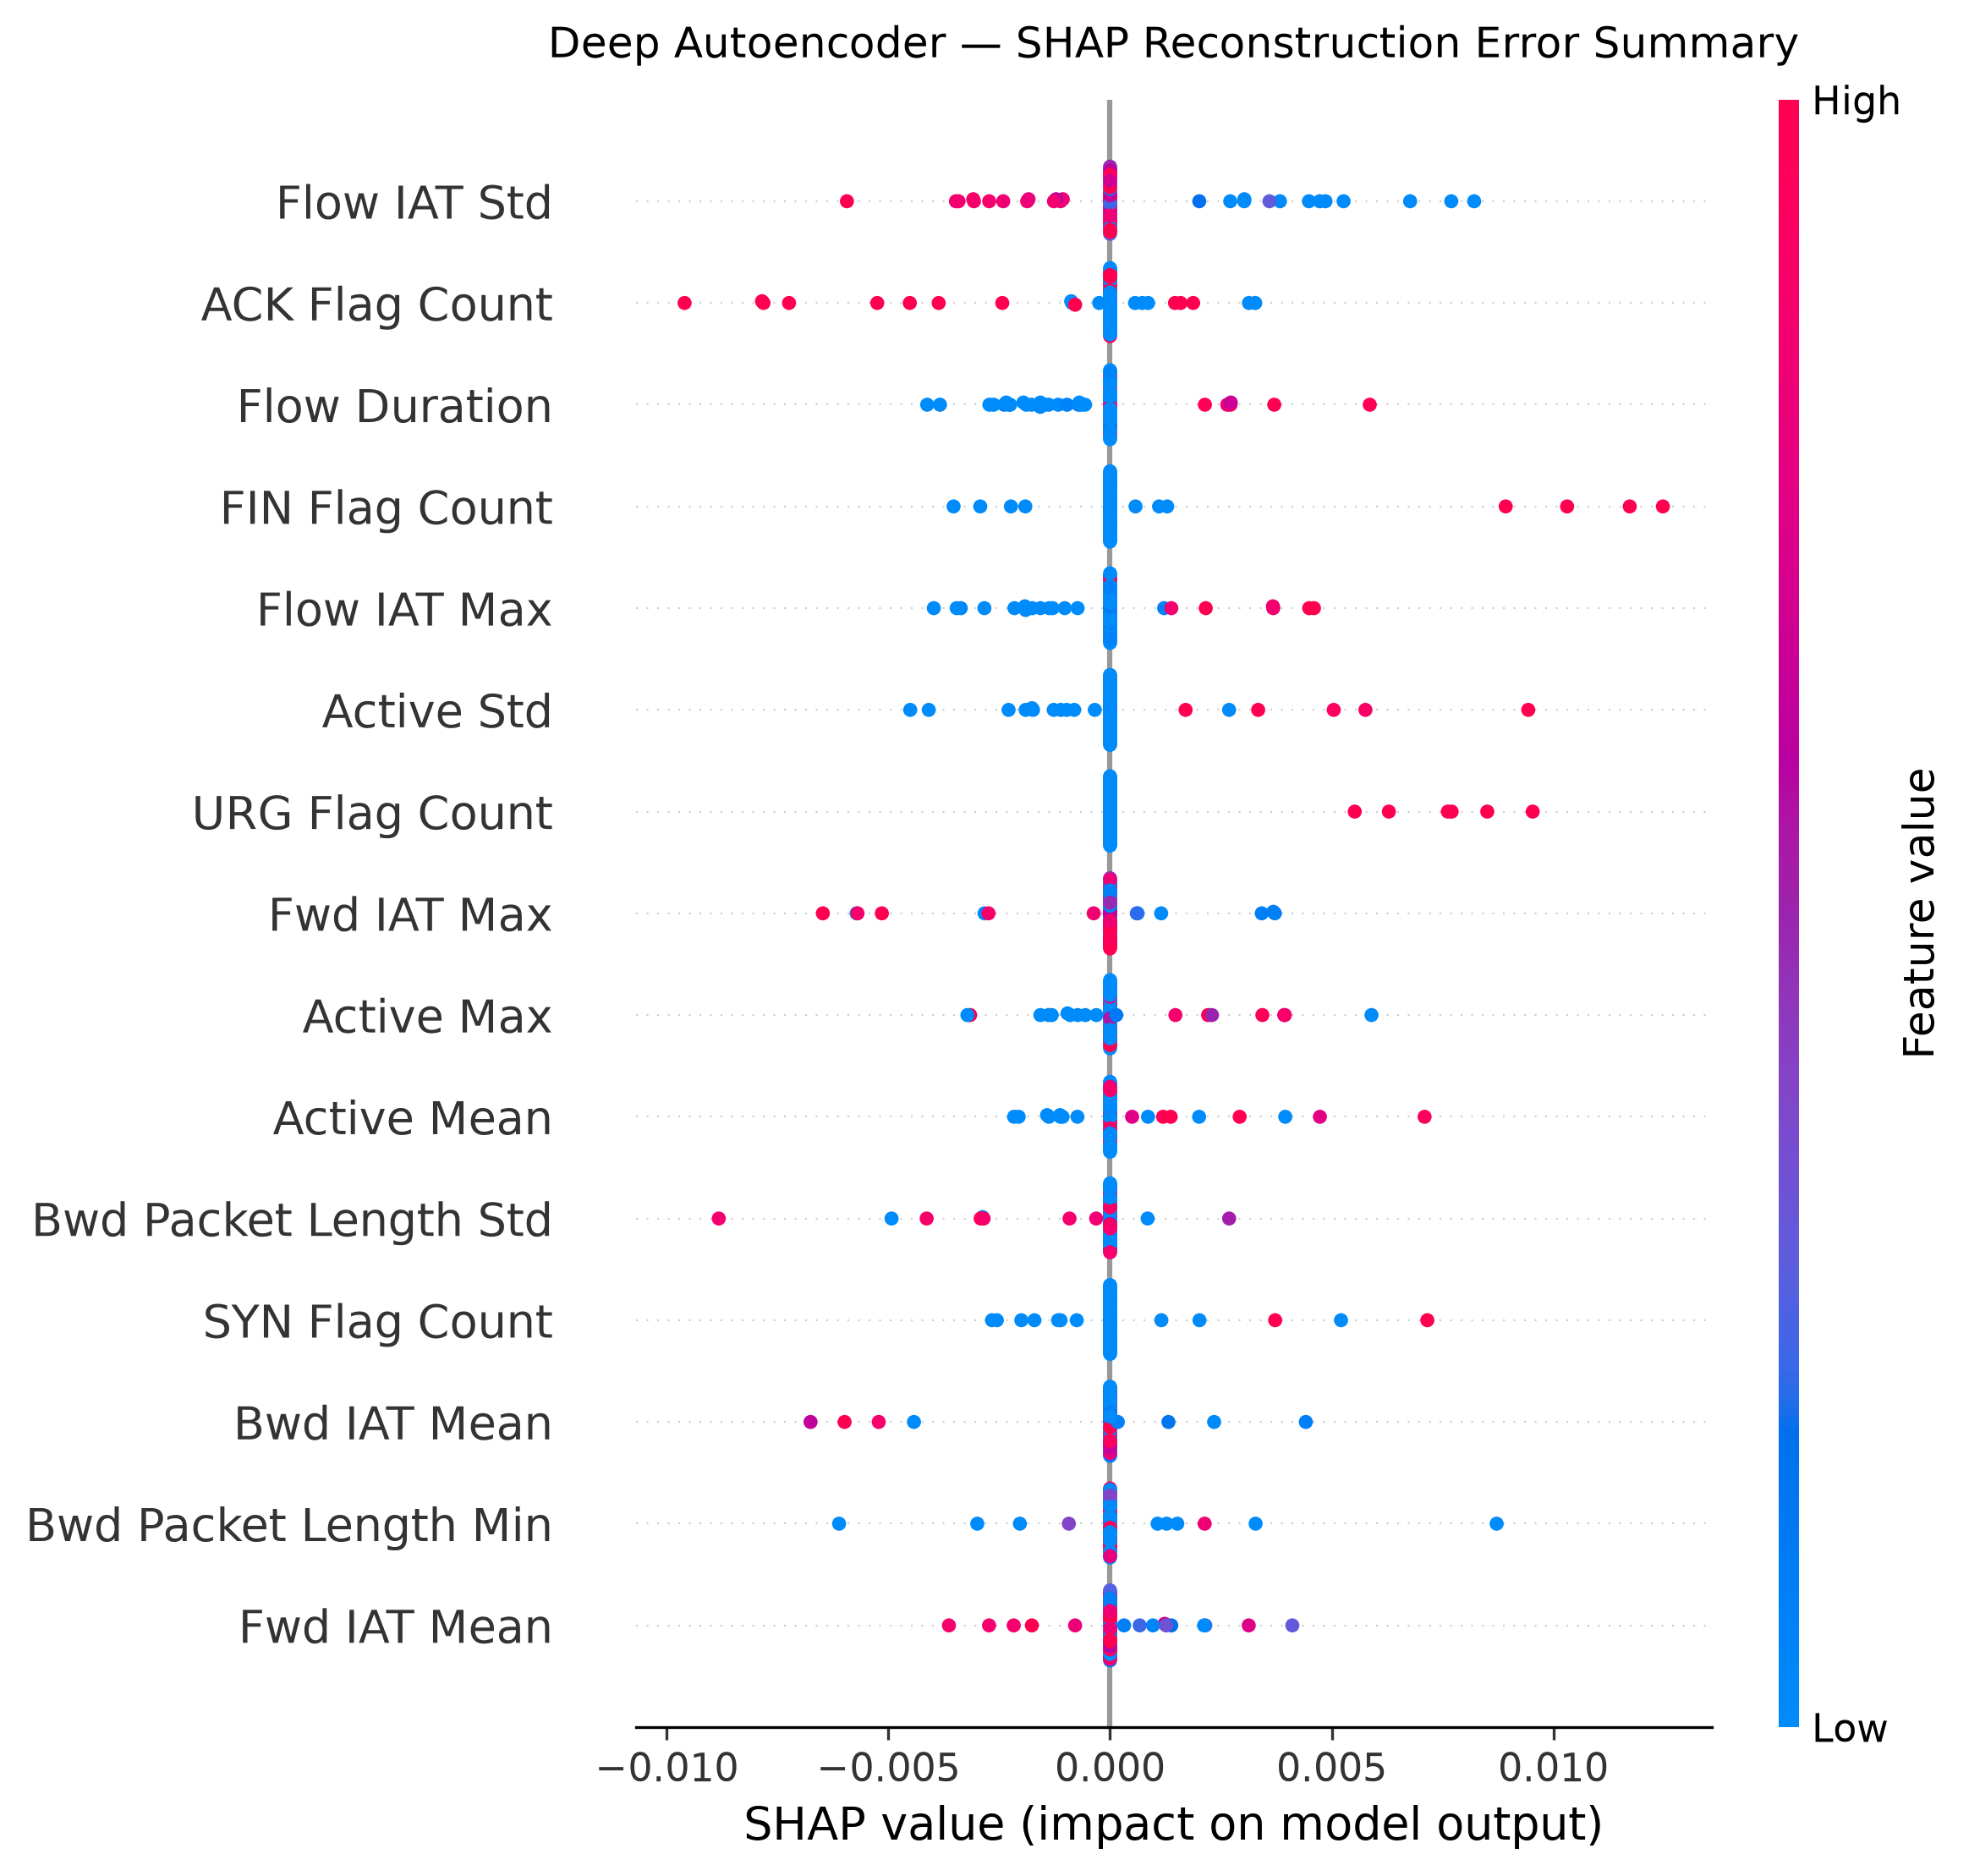 Deep Autoencoder — SHAP Reconstruction Error Summary
High
Flow IAT Std
ACK Flag Count
Flow Duration
FIN Flag Count
Flow IAT Max
Active Std
URG Flag Count
Fwd IAT Max
Active Max
Active Mean
Bwd Packet Length Std
SYN Flag Count
Bwd IAT Mean
Bwd Packet Length Min
Fwd IAT Mean
Feature value
Low
−0.010 −0.005 0.000 0.005 0.010
SHAP value (impact on model output)